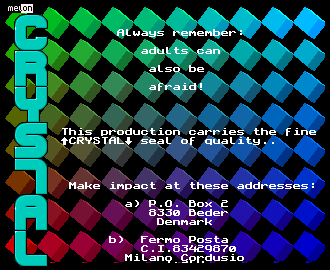 meyon
CRYSTAL
Always remember:
adults can
also be
afraid!
This production carries the fine
↑CRYSTAL↓ seal of quality..
Make impact at these addresses:
a) P.O. Box 2
8330 Beder
Denmark
b) Fermo Posta
C.I.83429870
Milano Cordusio